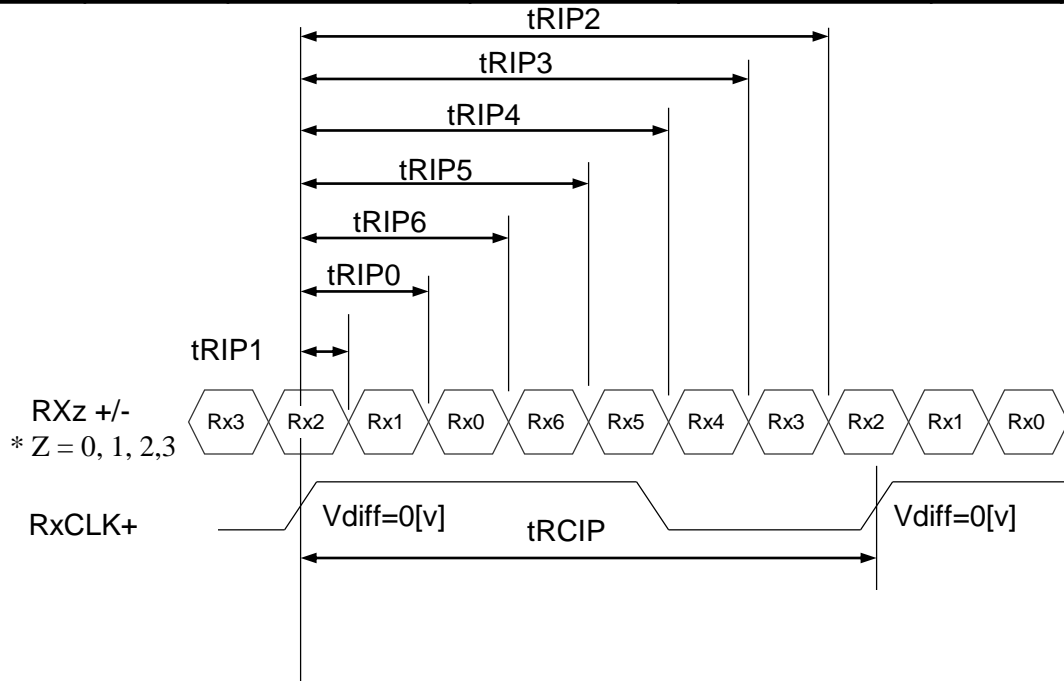 tRIP2
tRIP3
tRIP4
tRIP5
tRIP6
tRIP0
tRIP1
RXz +/-
* Z = 0, 1, 2,3
Rx3 Rx2 Rx1 Rx0 Rx6 Rx5 Rx4 Rx3 Rx2 Rx1 Rx0
RxCLK+
Vdiff=0[v] Vdiff=0[v]
tRCIP